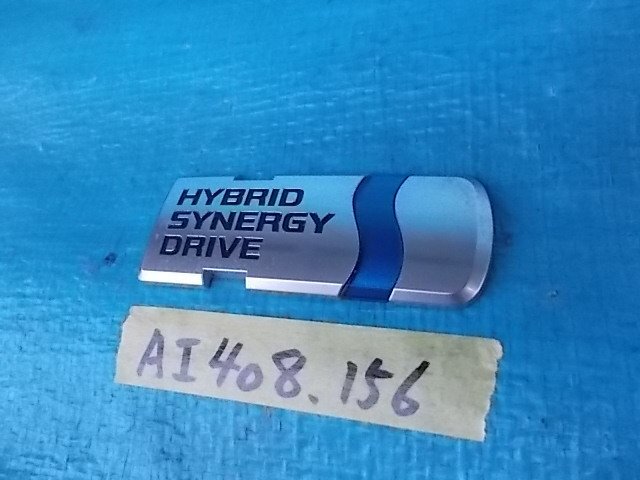 HYBRID
SYNERGY
DRIVE
AI408.156